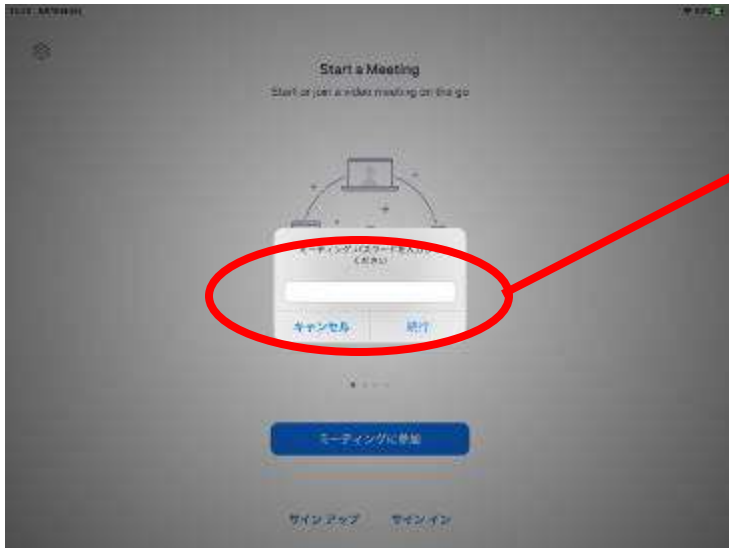 Start a Meeting
Start or join a video meeting on the go
ミーティング パスワードを入力して
ください
キャンセル
続行
ミーティングに参加
サイン アップ
サイン イン